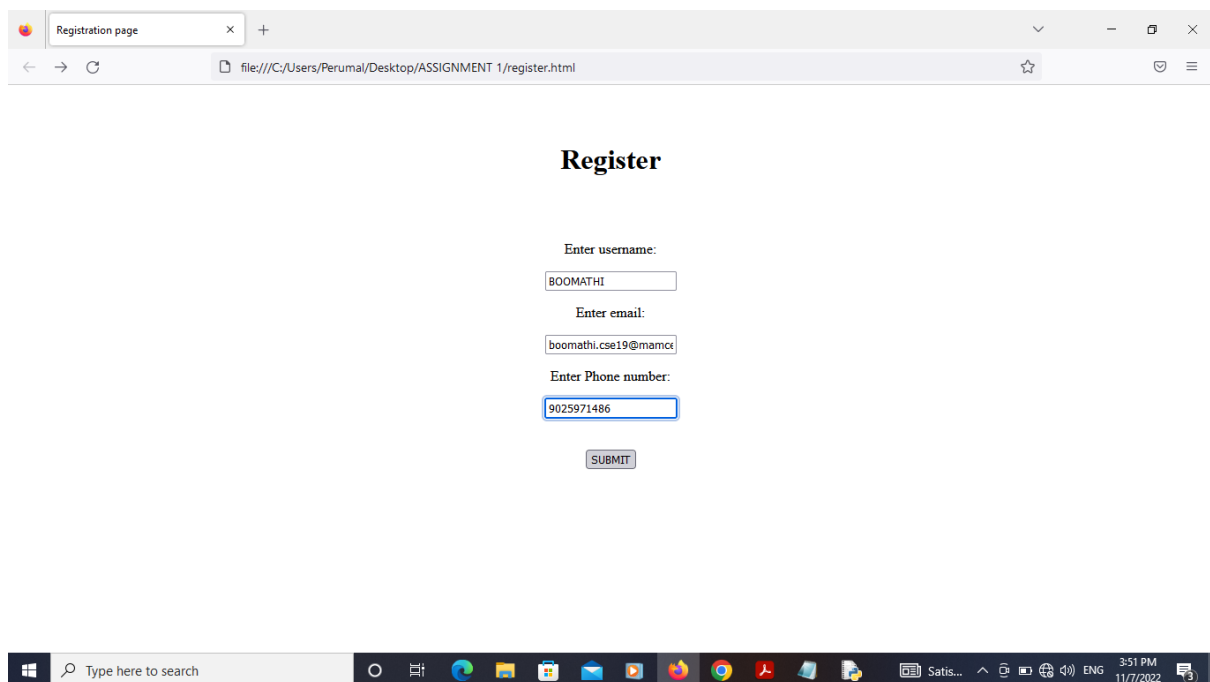 Registration page
file:///C:/Users/Perumal/Desktop/ASSIGNMENT 1/register.html
Register
Enter username:
BOOMATHI
Enter email:
boomathi.cse19@mamce
Enter Phone number:
9025971486
SUBMIT
Type here to search
Satis...
ENG
3:51 PM
11/7/2022
3